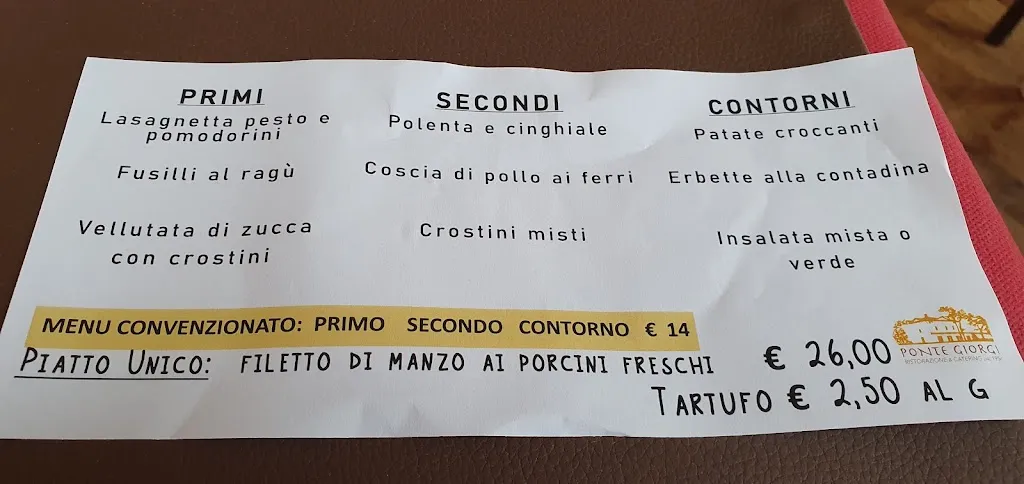 PRIMI
Lasagnetta pesto e
pomodorini
Fusilli al ragù
Vellutata di zucca
con crostini
SECONDI
Polenta e cinghiale
Coscia di pollo ai ferri
Crostini misti
CONTORNI
Patate croccanti
Erbette alla contadina
Insalata mista o
verde
MENU CONVENZIONATO: PRIMO SECONDO CONTORNO € 14
PIATTO UNICO: FILETTO DI MANZO AI PORCINI FRESCHI € 26,00
TARTUFO € 2,50 AL G
PONTE GIORGI
RISTORAZIONE & CATERING